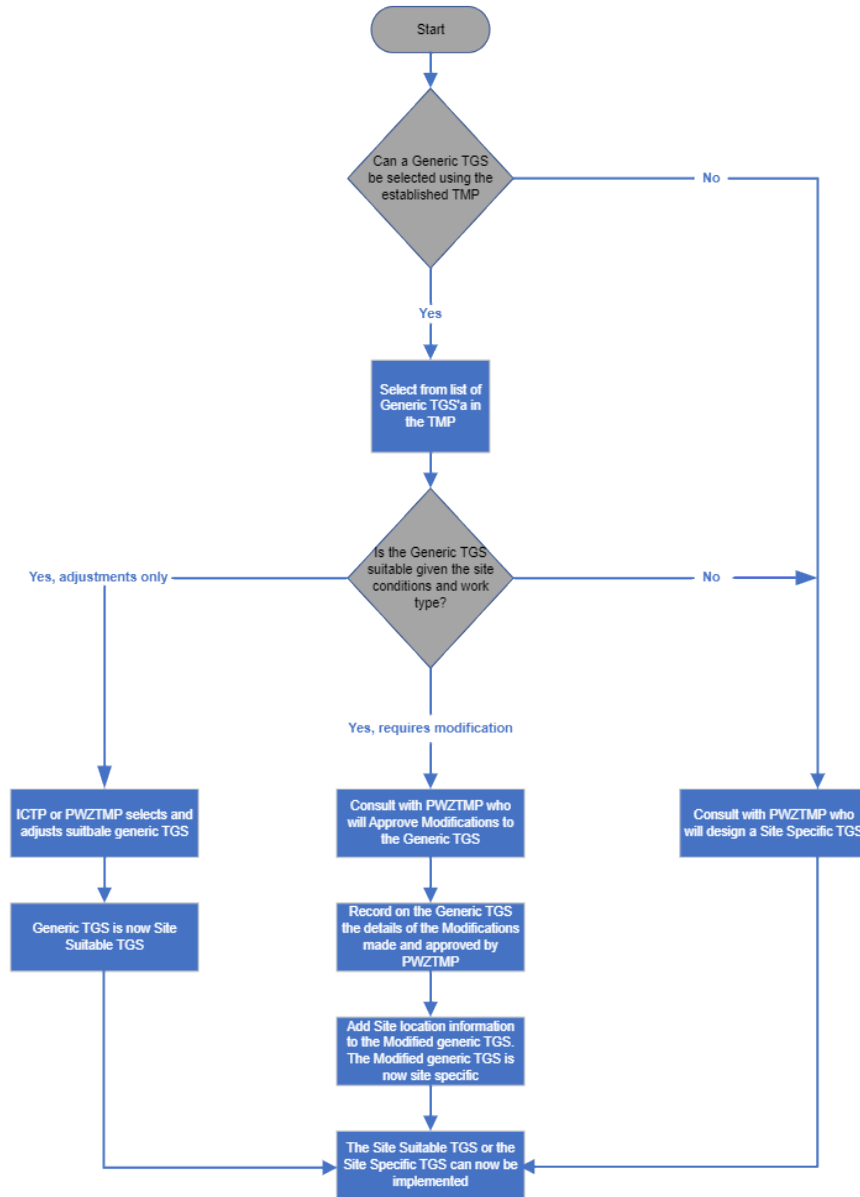 Start
Can a Generic TGS
be selected using the
established TMP
No
Yes
Select from list of
Generic TGS'a in
the TMP
Is the Generic TGS
suitable given the site
conditions and work
type?
Yes, adjustments only
No
Yes, requires modification
ICTP or PWZTMP selects and
adjusts suitbale generic TGS
Consult with PWZTMP who
will Approve Modifications to
the Generic TGS
Consult with PWZTMP who
will design a Site Specific TGS
Generic TGS is now Site
Suitable TGS
Record on the Generic TGS
the details of the Modifications
made and approved by
PWZTMP
Add Site location information
to the Modified generic TGS.
The Modified generic TGS is
now site specific
The Site Suitable TGS or the
Site Specific TGS can now be
implemented